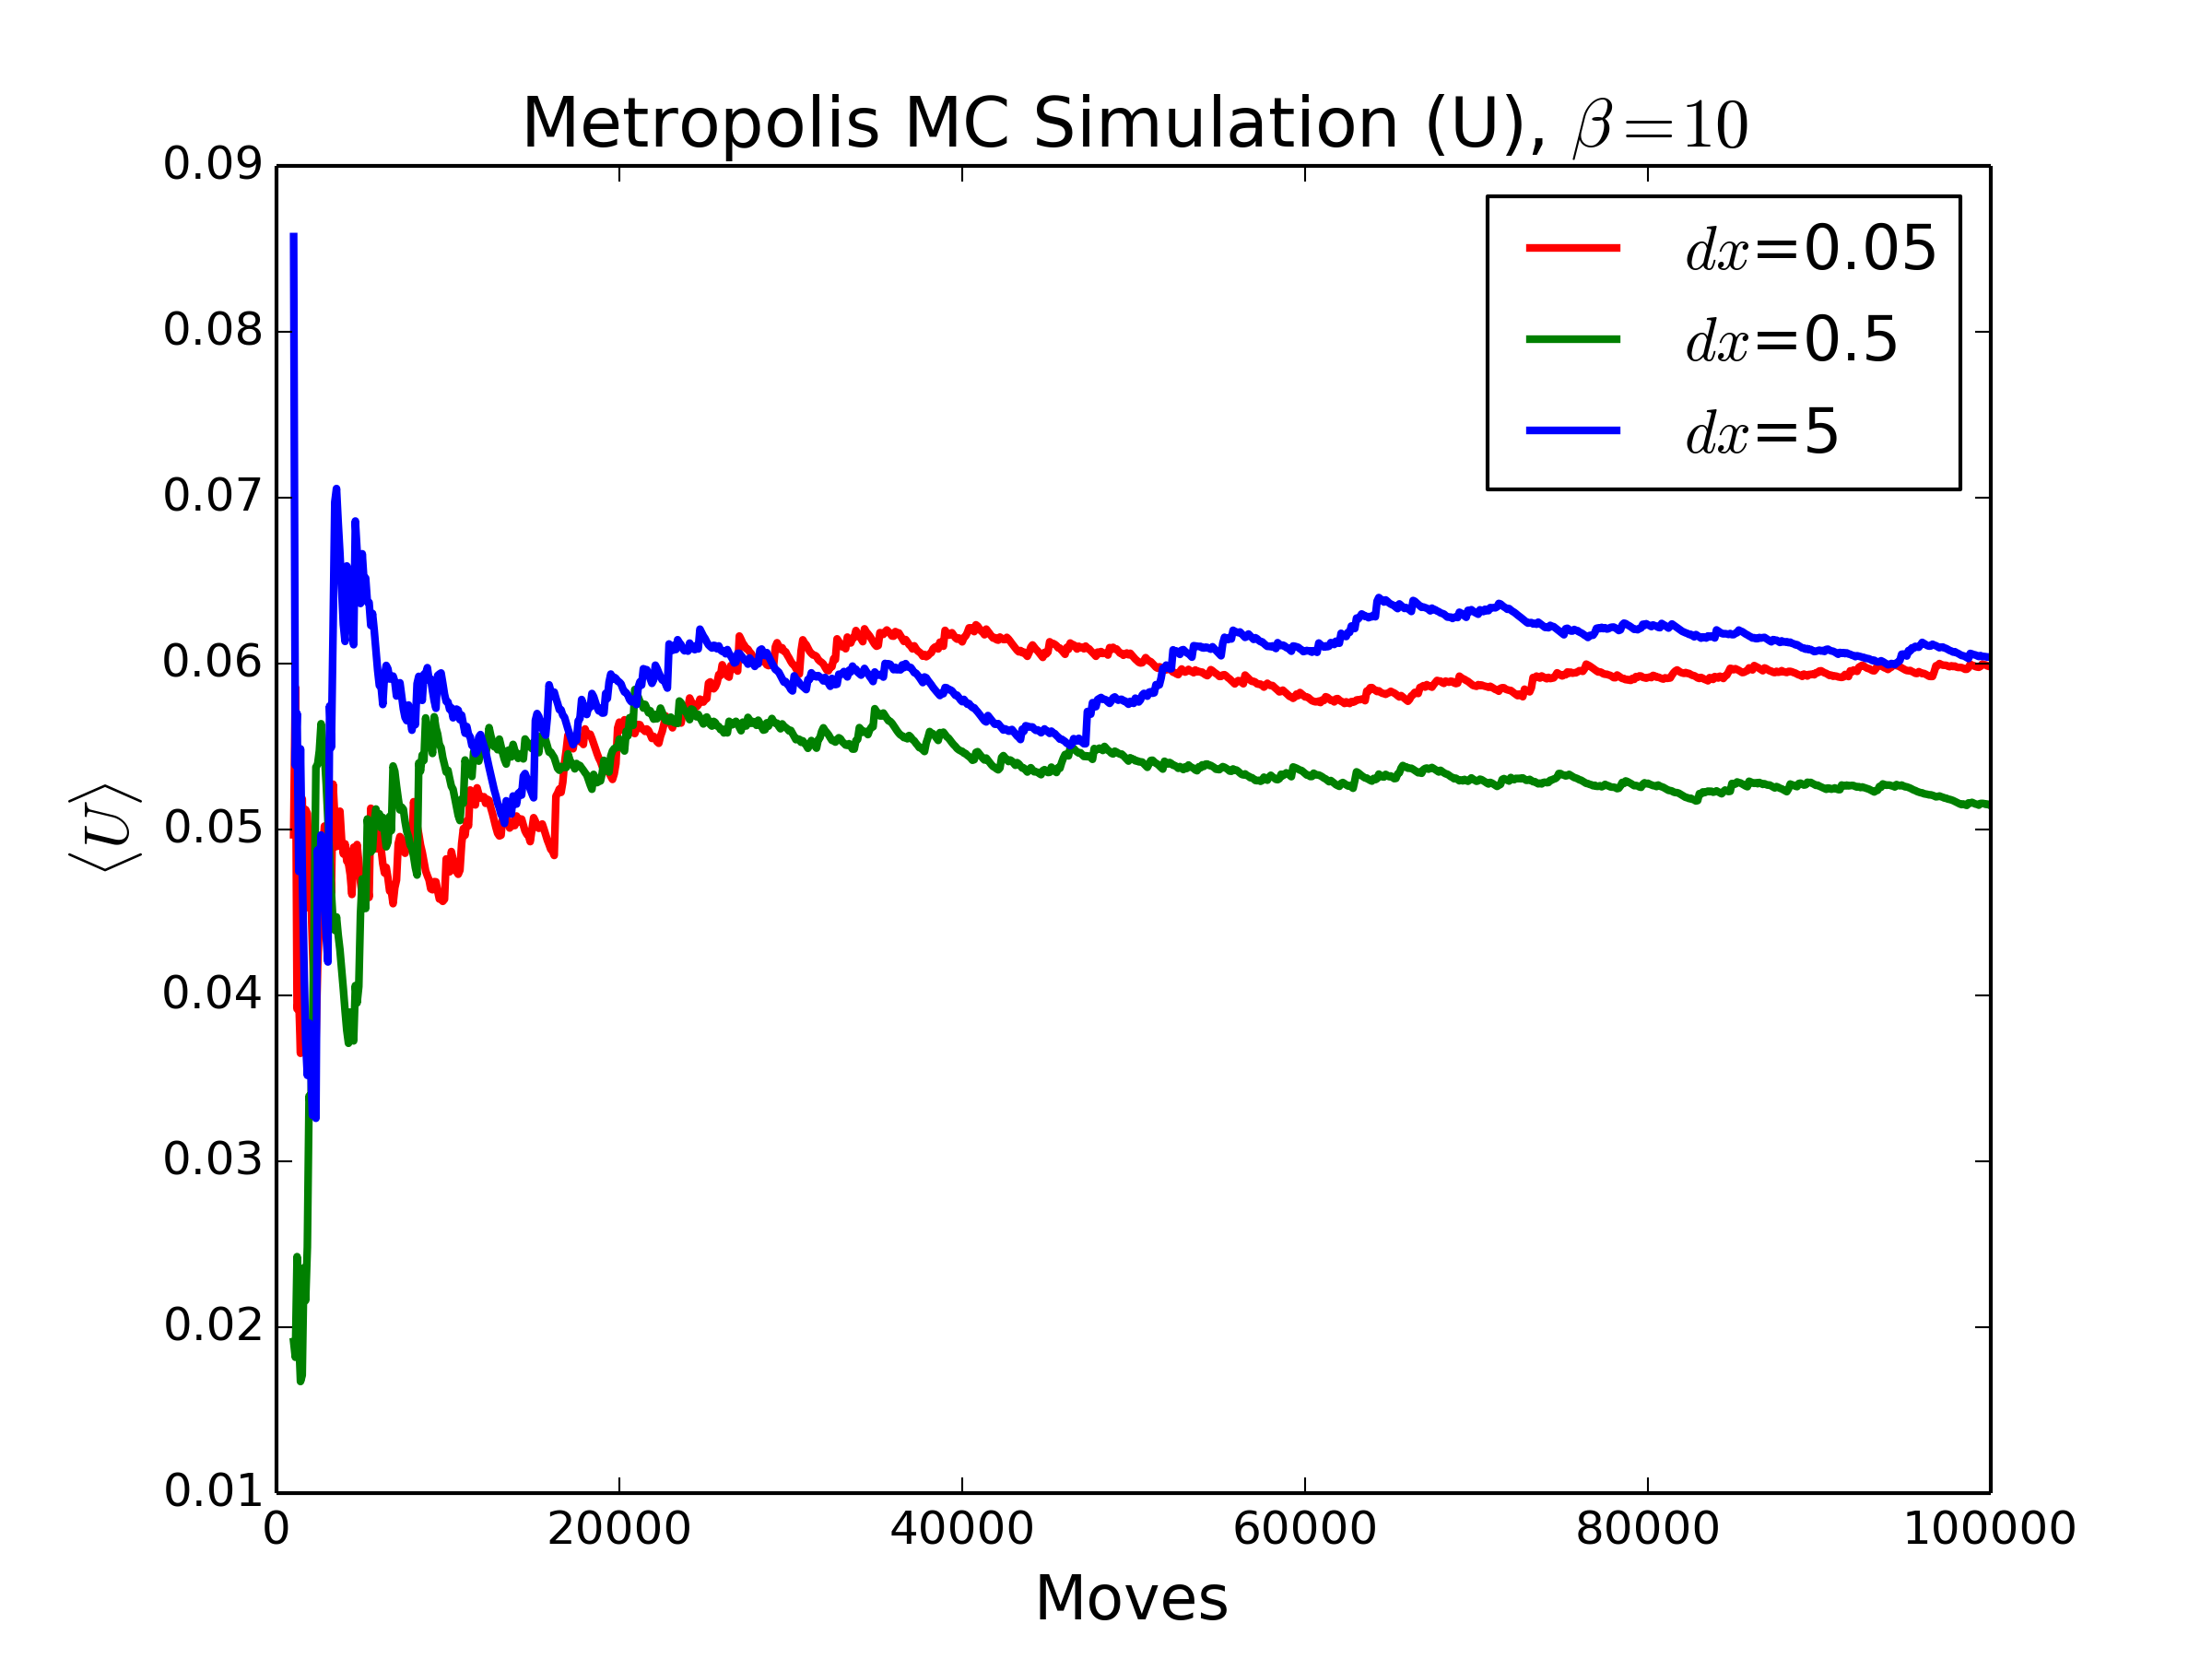 Metropolis MC Simulation (U), β=10
0.09
0.08
0.07
0.06
0.05
0.04
0.03
0.02
0.01
⟨U⟩
dx=0.05
dx=0.5
dx=5
0 20000 40000 60000 80000 100000
Moves